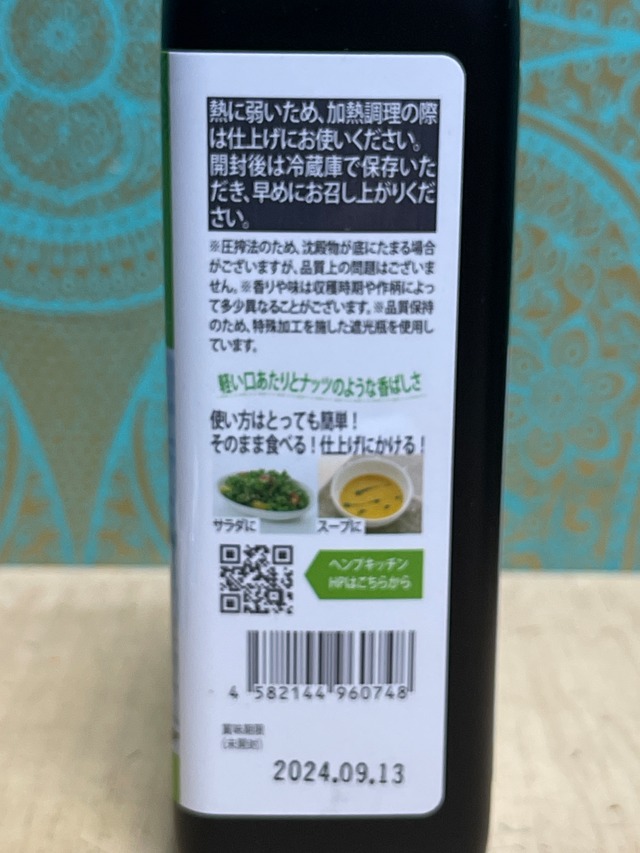 熱に弱いため、加熱調理の際
は仕上げにお使いください。
開封後は冷蔵庫で保存いた
だき、早めにお召し上がりくだ
さい。
※圧搾法のため、沈殿物が底にたまる場合
がございますが、品質上の問題はございま
せん。※香りや味は収穫時期や作柄によっ
て多少異なることがございます。※品質保持
のため、特殊加工を施した遮光瓶を使用し
ています。
軽い口あたりとナッツのような香ばしさ
使い方はとっても簡単！
そのまま食べる！仕上げにかける！
サラダに
スープに
ヘンプキッチン
HPはこちらから
4 582144 960748
賞味期限
（未開封）
2024.09.13